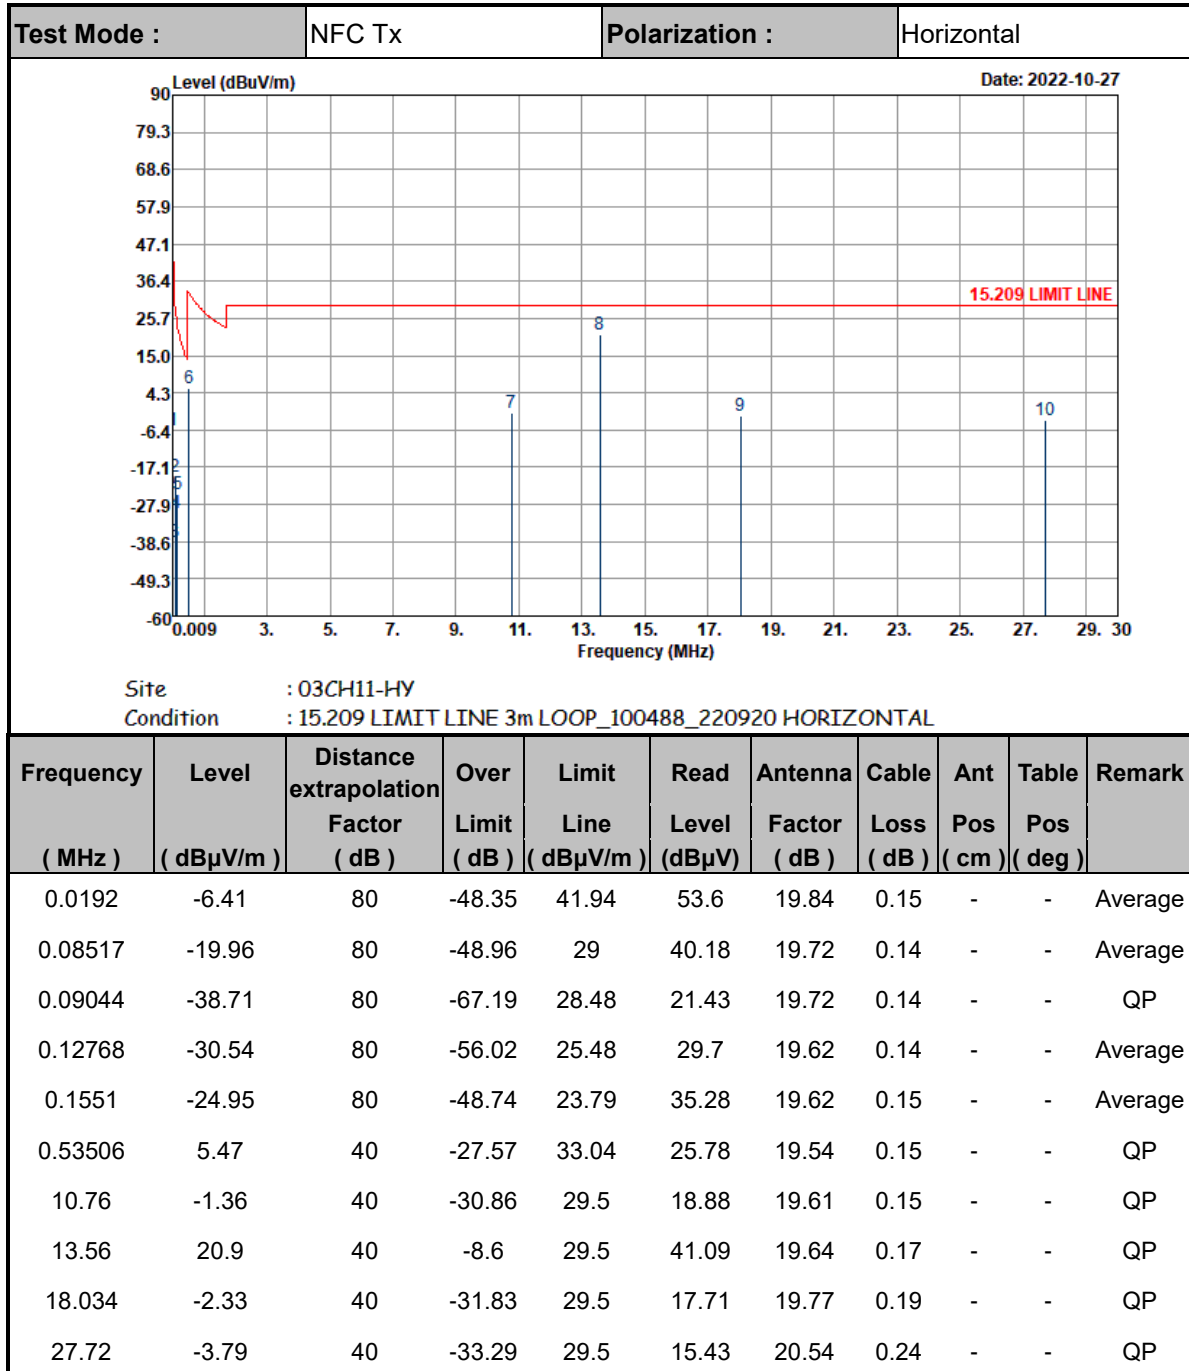 Test Mode : NFC Tx Polarization : Horizontal
Level (dBuV/m) Date: 2022-10-27
90
79.3
68.6
57.9
47.1
36.4
15.209 LIMIT LINE
25.7
8
15.0
6
4.3
7 9 10
1
-6.4
-17.1
2
5
-27.9
4
3
-38.6
-49.3
-60
0.009 3. 5. 7. 9. 11. 13. 15. 17. 19. 21. 23. 25. 27. 29. 30
Frequency (MHz)
Site : 03CH11-HY
Condition : 15.209 LIMIT LINE 3m LOOP_100488_220920 HORIZONTAL
Frequency Level Distance extrapolation Over Limit Read Antenna Cable Ant Table Remark
Factor Limit Line Level Factor Loss Pos Pos
( MHz ) ( dBµV/m ) ( dB ) ( dB ) ( dBµV/m ) (dBµV) ( dB ) ( dB ) ( cm ) ( deg )
0.0192 -6.41 80 -48.35 41.94 53.6 19.84 0.15 - - Average
0.08517 -19.96 80 -48.96 29 40.18 19.72 0.14 - - Average
0.09044 -38.71 80 -67.19 28.48 21.43 19.72 0.14 - - QP
0.12768 -30.54 80 -56.02 25.48 29.7 19.62 0.14 - - Average
0.1551 -24.95 80 -48.74 23.79 35.28 19.62 0.15 - - Average
0.53506 5.47 40 -27.57 33.04 25.78 19.54 0.15 - - QP
10.76 -1.36 40 -30.86 29.5 18.88 19.61 0.15 - - QP
13.56 20.9 40 -8.6 29.5 41.09 19.64 0.17 - - QP
18.034 -2.33 40 -31.83 29.5 17.71 19.77 0.19 - - QP
27.72 -3.79 40 -33.29 29.5 15.43 20.54 0.24 - - QP